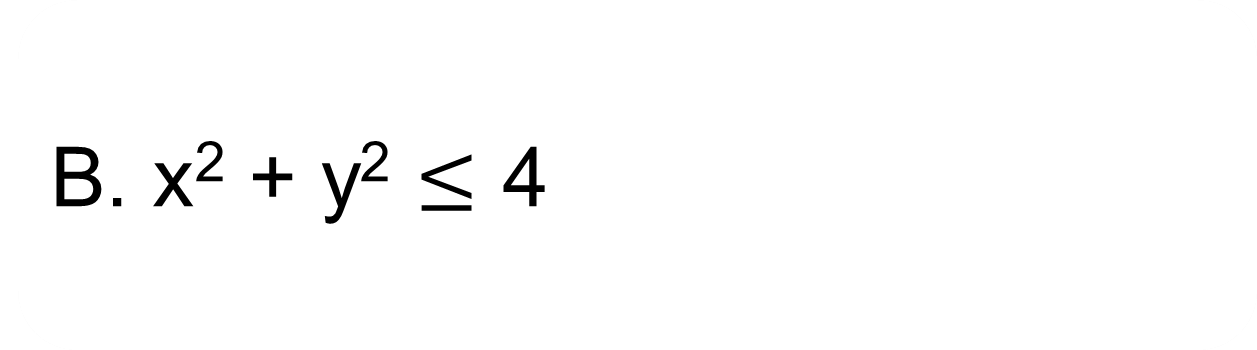 B. x² + y² ≤ 4